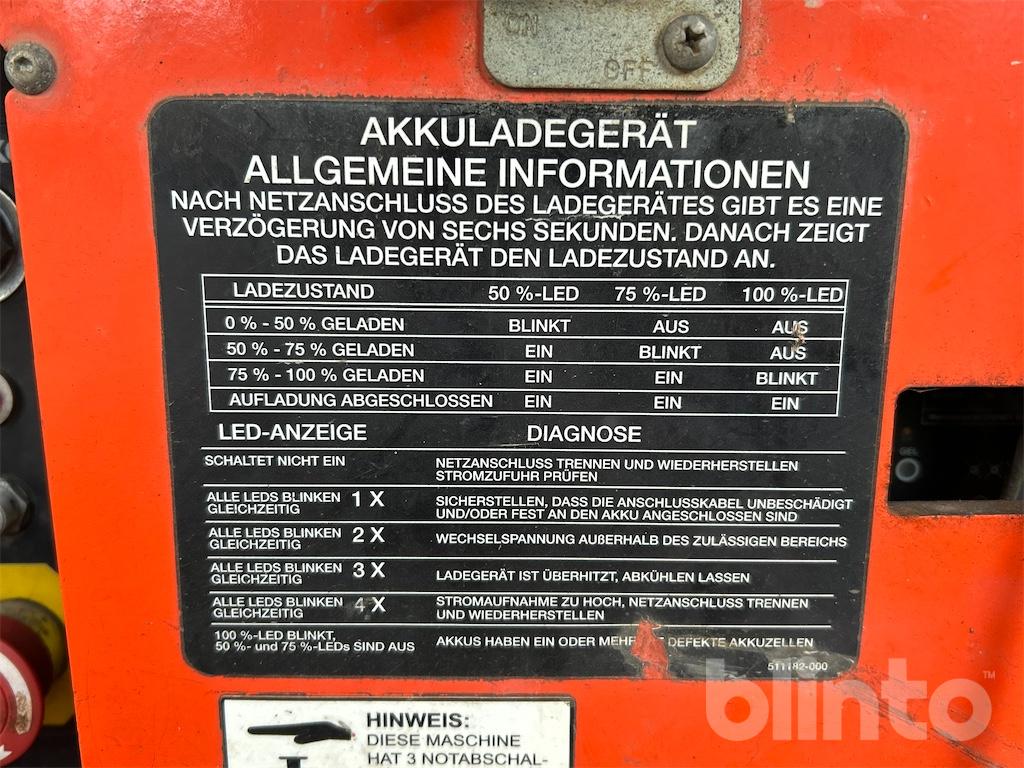 ON
OFF
AKKULADEGERÄT
ALLGEMEINE INFORMATIONEN
NACH NETZANSCHLUSS DES LADEGERÄTES GIBT ES EINE
VERZÖGERUNG VON SECHS SEKUNDEN. DANACH ZEIGT
DAS LADEGERÄT DEN LADEZUSTAND AN.
LADEZUSTAND 50 %-LED 75 %-LED 100 %-LED
0 % - 50 % GELADEN BLINKT AUS AUS
50 % - 75 % GELADEN EIN BLINKT AUS
75 % - 100 % GELADEN EIN EIN BLINKT
AUFLADUNG ABGESCHLOSSEN EIN EIN EIN
LED-ANZEIGE DIAGNOSE
SCHALTET NICHT EIN
NETZANSCHLUSS TRENNEN UND WIEDERHERSTELLEN
STROMZUFUHR PRÜFEN
ALLE LEDS BLINKEN
GLEICHZEITIG
1 X
SICHERSTELLEN, DASS DIE ANSCHLUSSKABEL UNBESCHÄDIGT
UND/ODER FEST AN DEN AKKU ANGESCHLOSSEN SIND
ALLE LEDS BLINKEN
GLEICHZEITIG
2 X
WECHSELSPANNUNG AUßERHALB DES ZULÄSSIGEN BEREICHS
ALLE LEDS BLINKEN
GLEICHZEITIG
3 X
LADEGERÄT IST ÜBERHITZT, ABKÜHLEN LASSEN
ALLE LEDS BLINKEN
GLEICHZEITIG
4 X
STROMAUFNAHME ZU HOCH, NETZANSCHLUSS TRENNEN
UND WIEDERHERSTELLEN
100 %-LED BLINKT,
50 %- und 75 %-LEDs SIND AUS
AKKUS HABEN EIN ODER DEFEKTE AKKUZELLEN
511182-000
GEL
blinto™
HINWEIS:
DIESE MASCHINE
HAT 3 NOTABSCHAL-